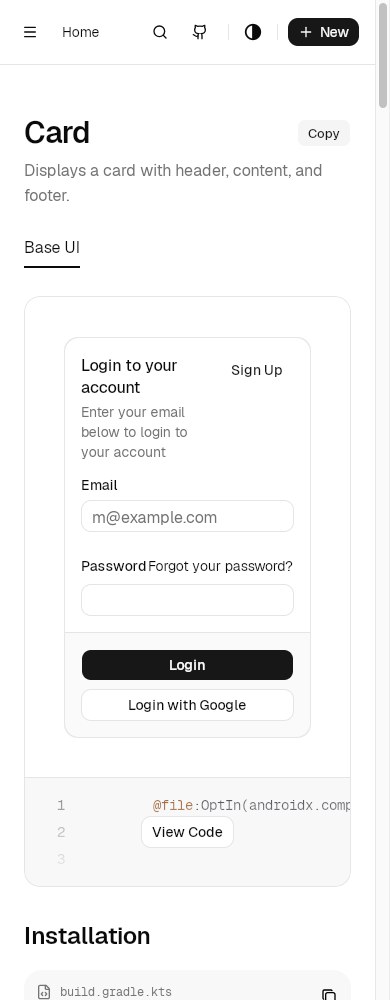 Home
New
Card
Copy
Displays a card with header, content, and
footer.
Base UI
Login to your
account
Sign Up
Enter your email
below to login to
your account
Email
m@example.com
Password Forgot your password?
Login
Login with Google
1 @file:OptIn(androidx.comp
2
View Code
3
Installation
build.gradle.kts